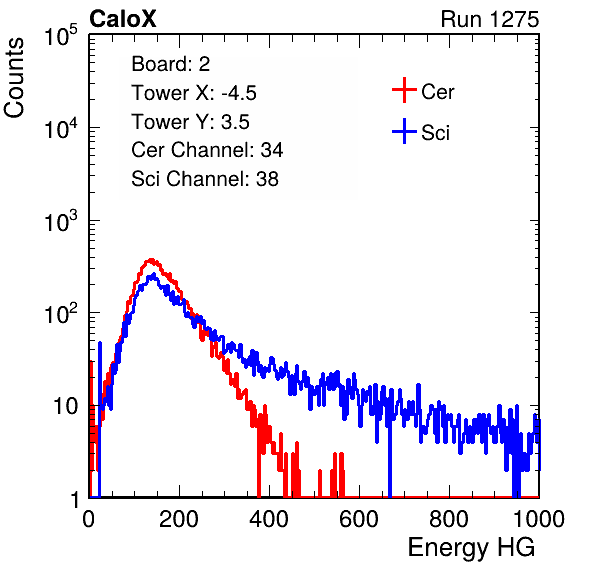 CaloX Run 1275
Counts
10^5
10^4
10^3
10^2
10
1
Board: 2
Tower X: -4.5
Tower Y: 3.5
Cer Channel: 34
Sci Channel: 38
Cer
Sci
0 200 400 600 800 1000
Energy HG